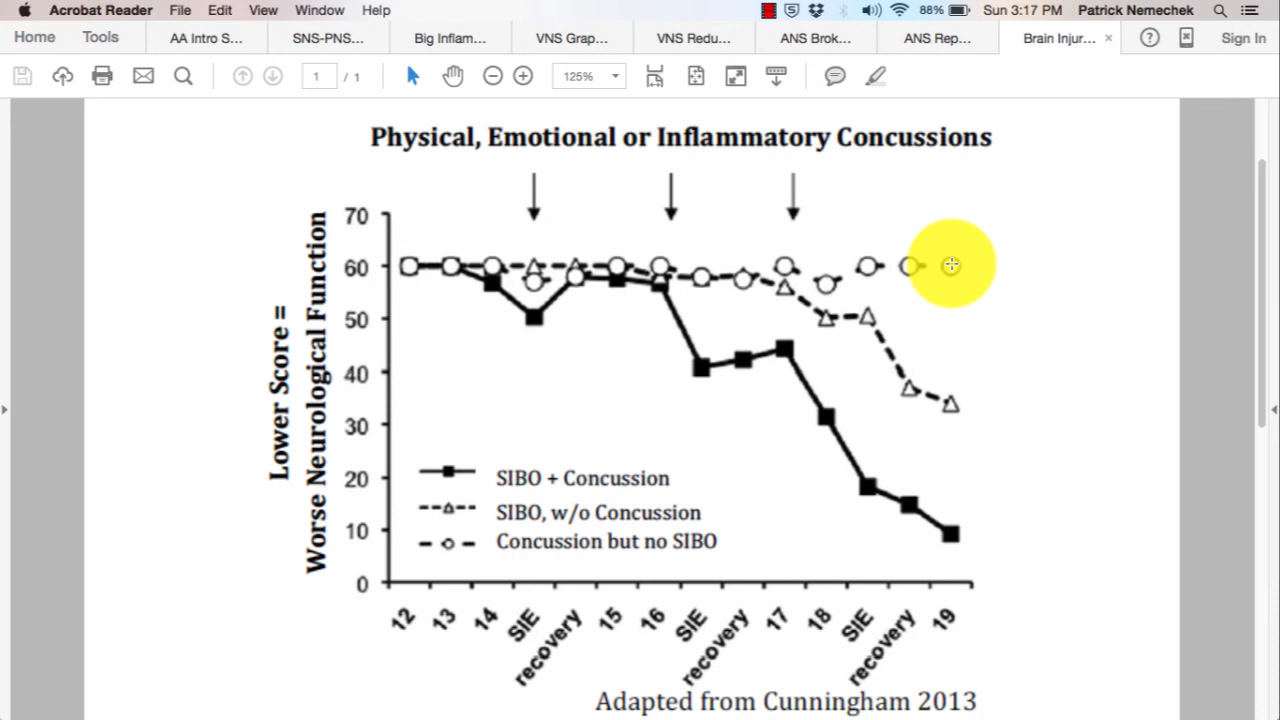 Acrobat Reader File Edit View Window Help 88% Sun 3:17 PM Patrick Nemechek
Home Tools AA Intro S... SNS-PNS... Big Inflam... VNS Grap... VNS Redu... ANS Brok... ANS Rep... Brain Injur... × Sign In
1 / 1 125%
Physical, Emotional or Inflammatory Concussions
Lower Score =
Worse Neurological Function
70
60
50
40
30
20
10
0
SIBO + Concussion
SIBO, w/o Concussion
Concussion but no SIBO
12 13 14 SIE recovery 15 16 SIE recovery 17 18 SIE recovery 19
Adapted from Cunningham 2013